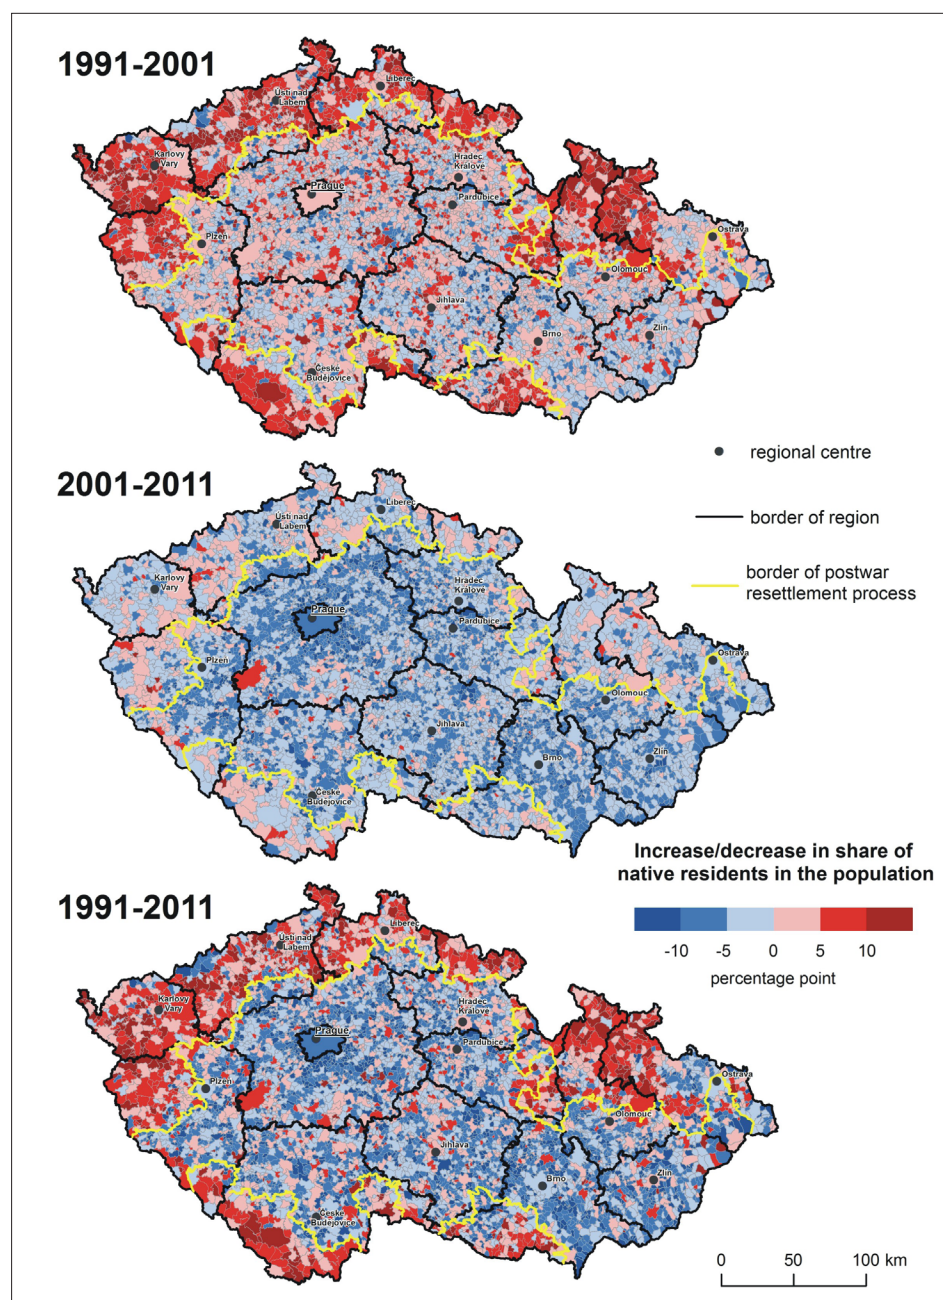 1991-2001
Liberec
Ústí nad
Labem
Karlovy
Vary
Hradec
Králové
Prague
Pardubice
Plzeň
Ostrava
Olomouc
Jihlava
Brno
Zlín
České
Budějovice
regional centre
border of region
border of postwar
resettlement process
2001-2011
Liberec
Ústí nad
Labem
Karlovy
Vary
Hradec
Králové
Prague
Pardubice
Plzeň
Ostrava
Olomouc
Jihlava
Brno
Zlín
České
Budějovice
Increase/decrease in share of
native residents in the population
-10 -5 0 5 10
percentage point
1991-2011
Liberec
Ústí nad
Labem
Karlovy
Vary
Hradec
Králové
Prague
Pardubice
Plzeň
Ostrava
Olomouc
Jihlava
Brno
Zlín
České
Budějovice
0 50 100 km